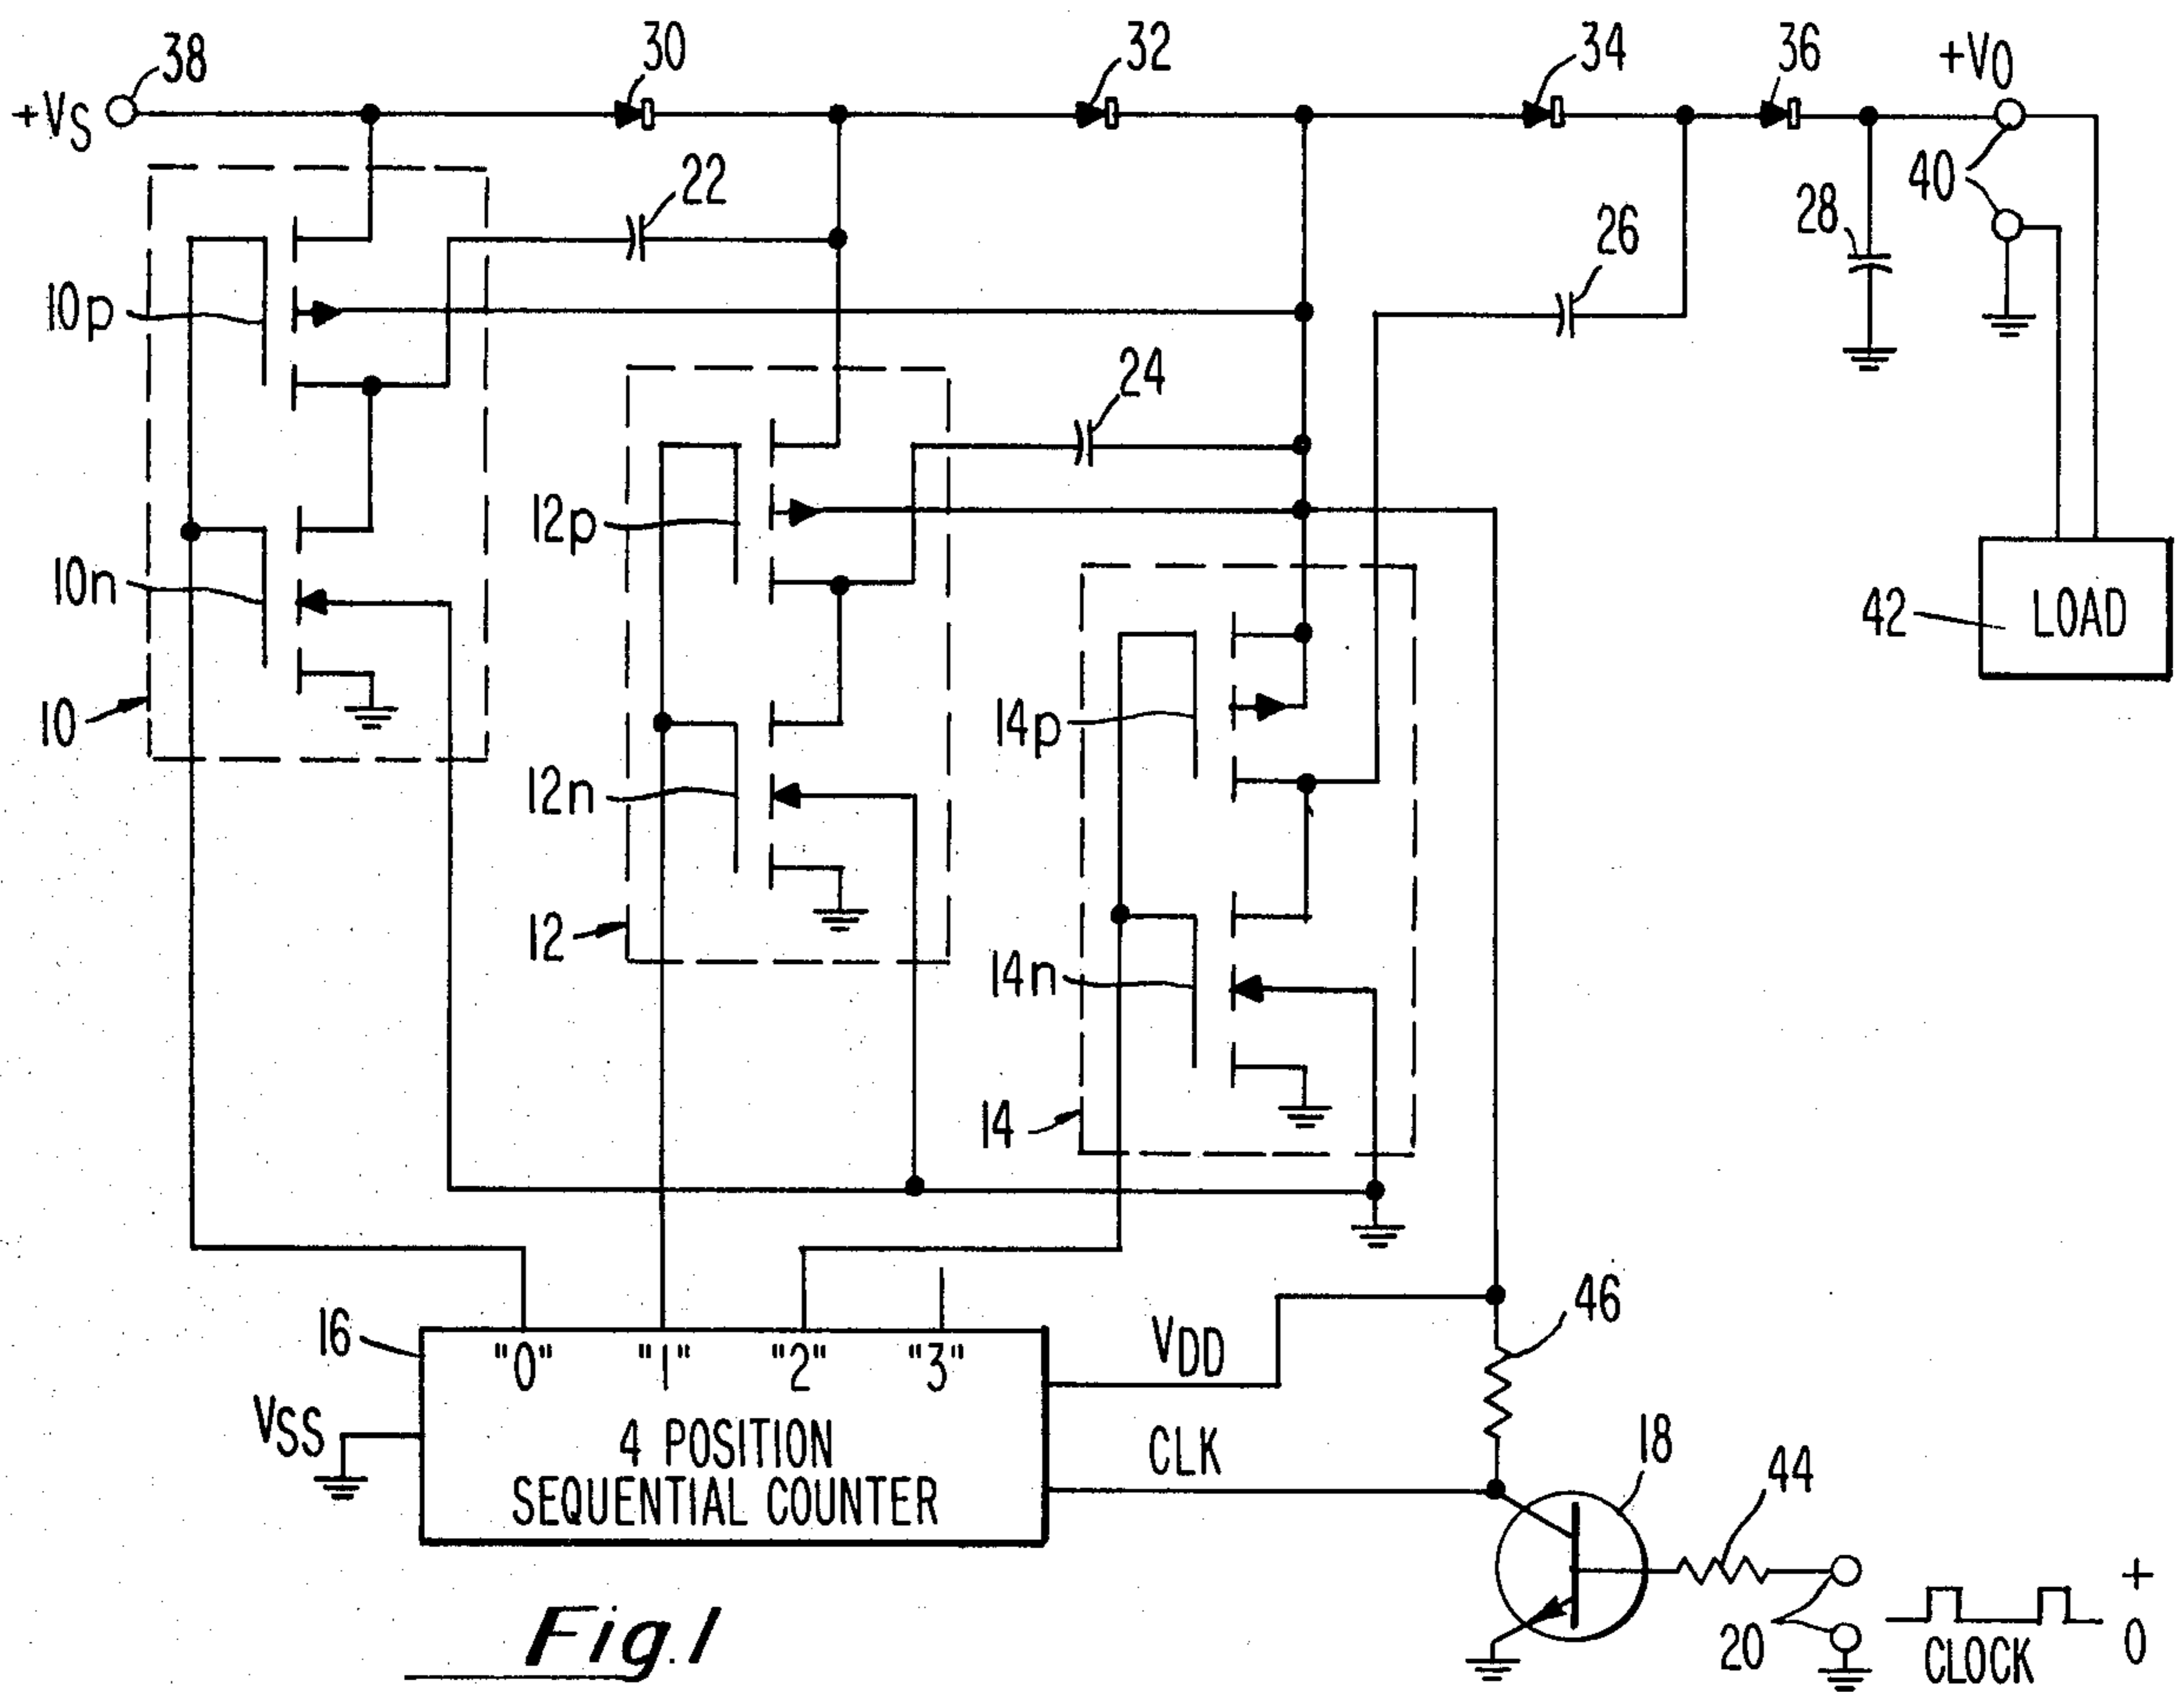 38
30
32
34
36
+VO
+VS
22
40
28
26
10p
24
12p
10n
42
LOAD
10
14p
12n
12
14n
14
46
16
"0"
"1"
"2"
"3"
VDD
VSS
4 POSITION
SEQUENTIAL COUNTER
CLK
18
44
+
20
CLOCK
0
Fig.1